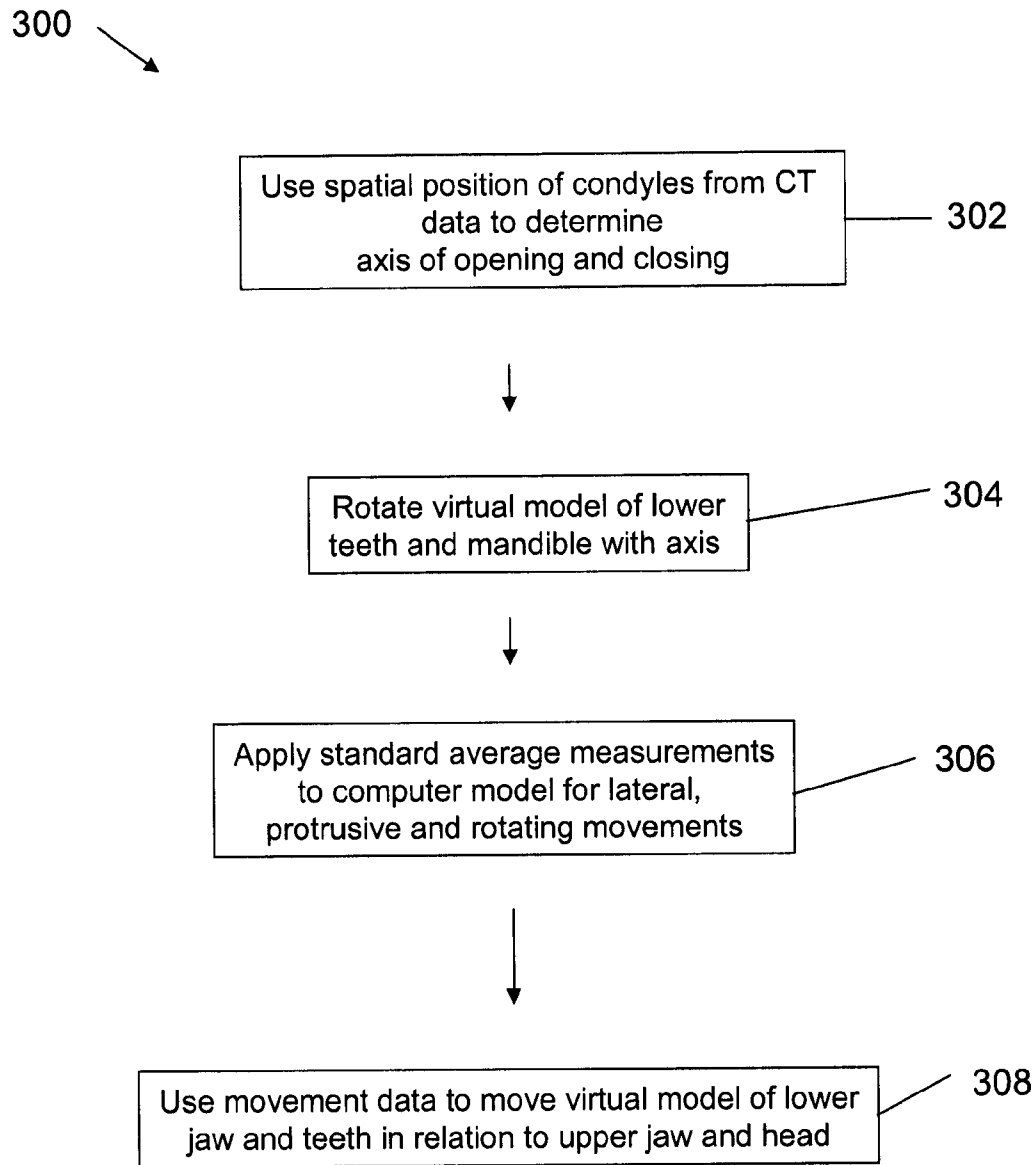 300
Use spatial position of condyles from CT
data to determine
axis of opening and closing
302
Rotate virtual model of lower
teeth and mandible with axis
304
Apply standard average measurements
to computer model for lateral,
protrusive and rotating movements
306
Use movement data to move virtual model of lower
jaw and teeth in relation to upper jaw and head
308